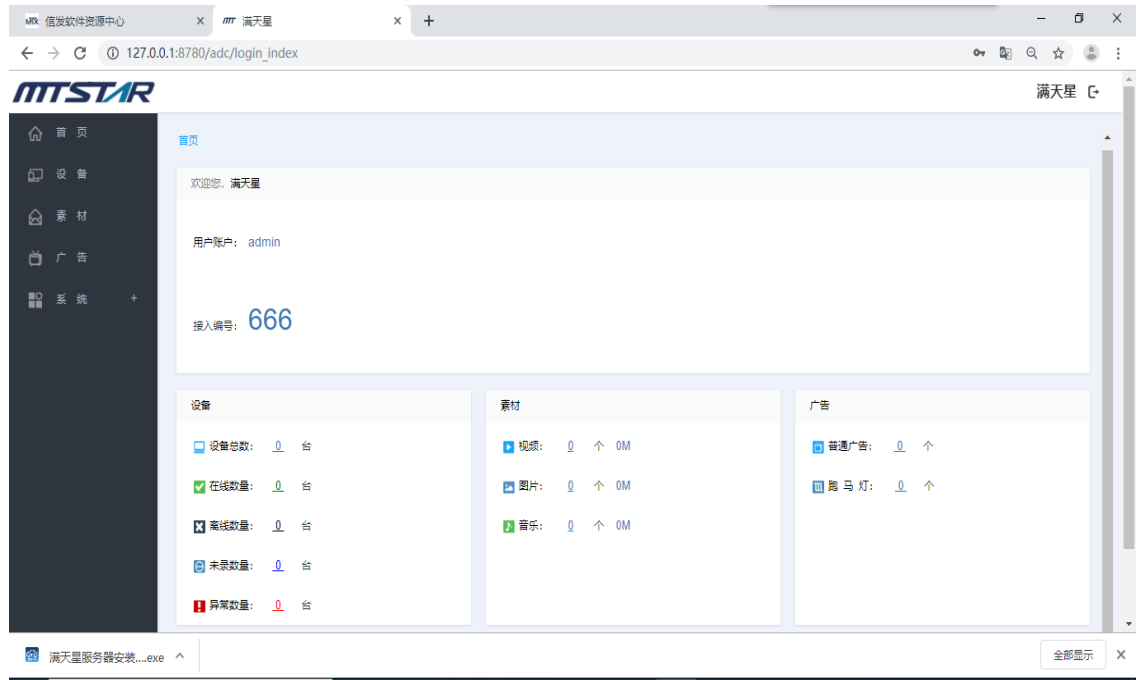 NRX 信发软件资源中心
MT 满天星
127.0.0.1:8780/adc/login_index
MTSTAR
满天星
首 页
设 备
素 材
广 告
系 统 +
首页
欢迎您, 满天星
用户账户: admin
接入编号: 666
设备
设备总数: 0 台
在线数量: 0 台
离线数量: 0 台
未录数量: 0 台
异常数量: 0 台
素材
视频: 0 个 0M
图片: 0 个 0M
音乐: 0 个 0M
广告
普通广告: 0 个
跑 马 灯: 0 个
满天星服务器安装....exe
全部显示